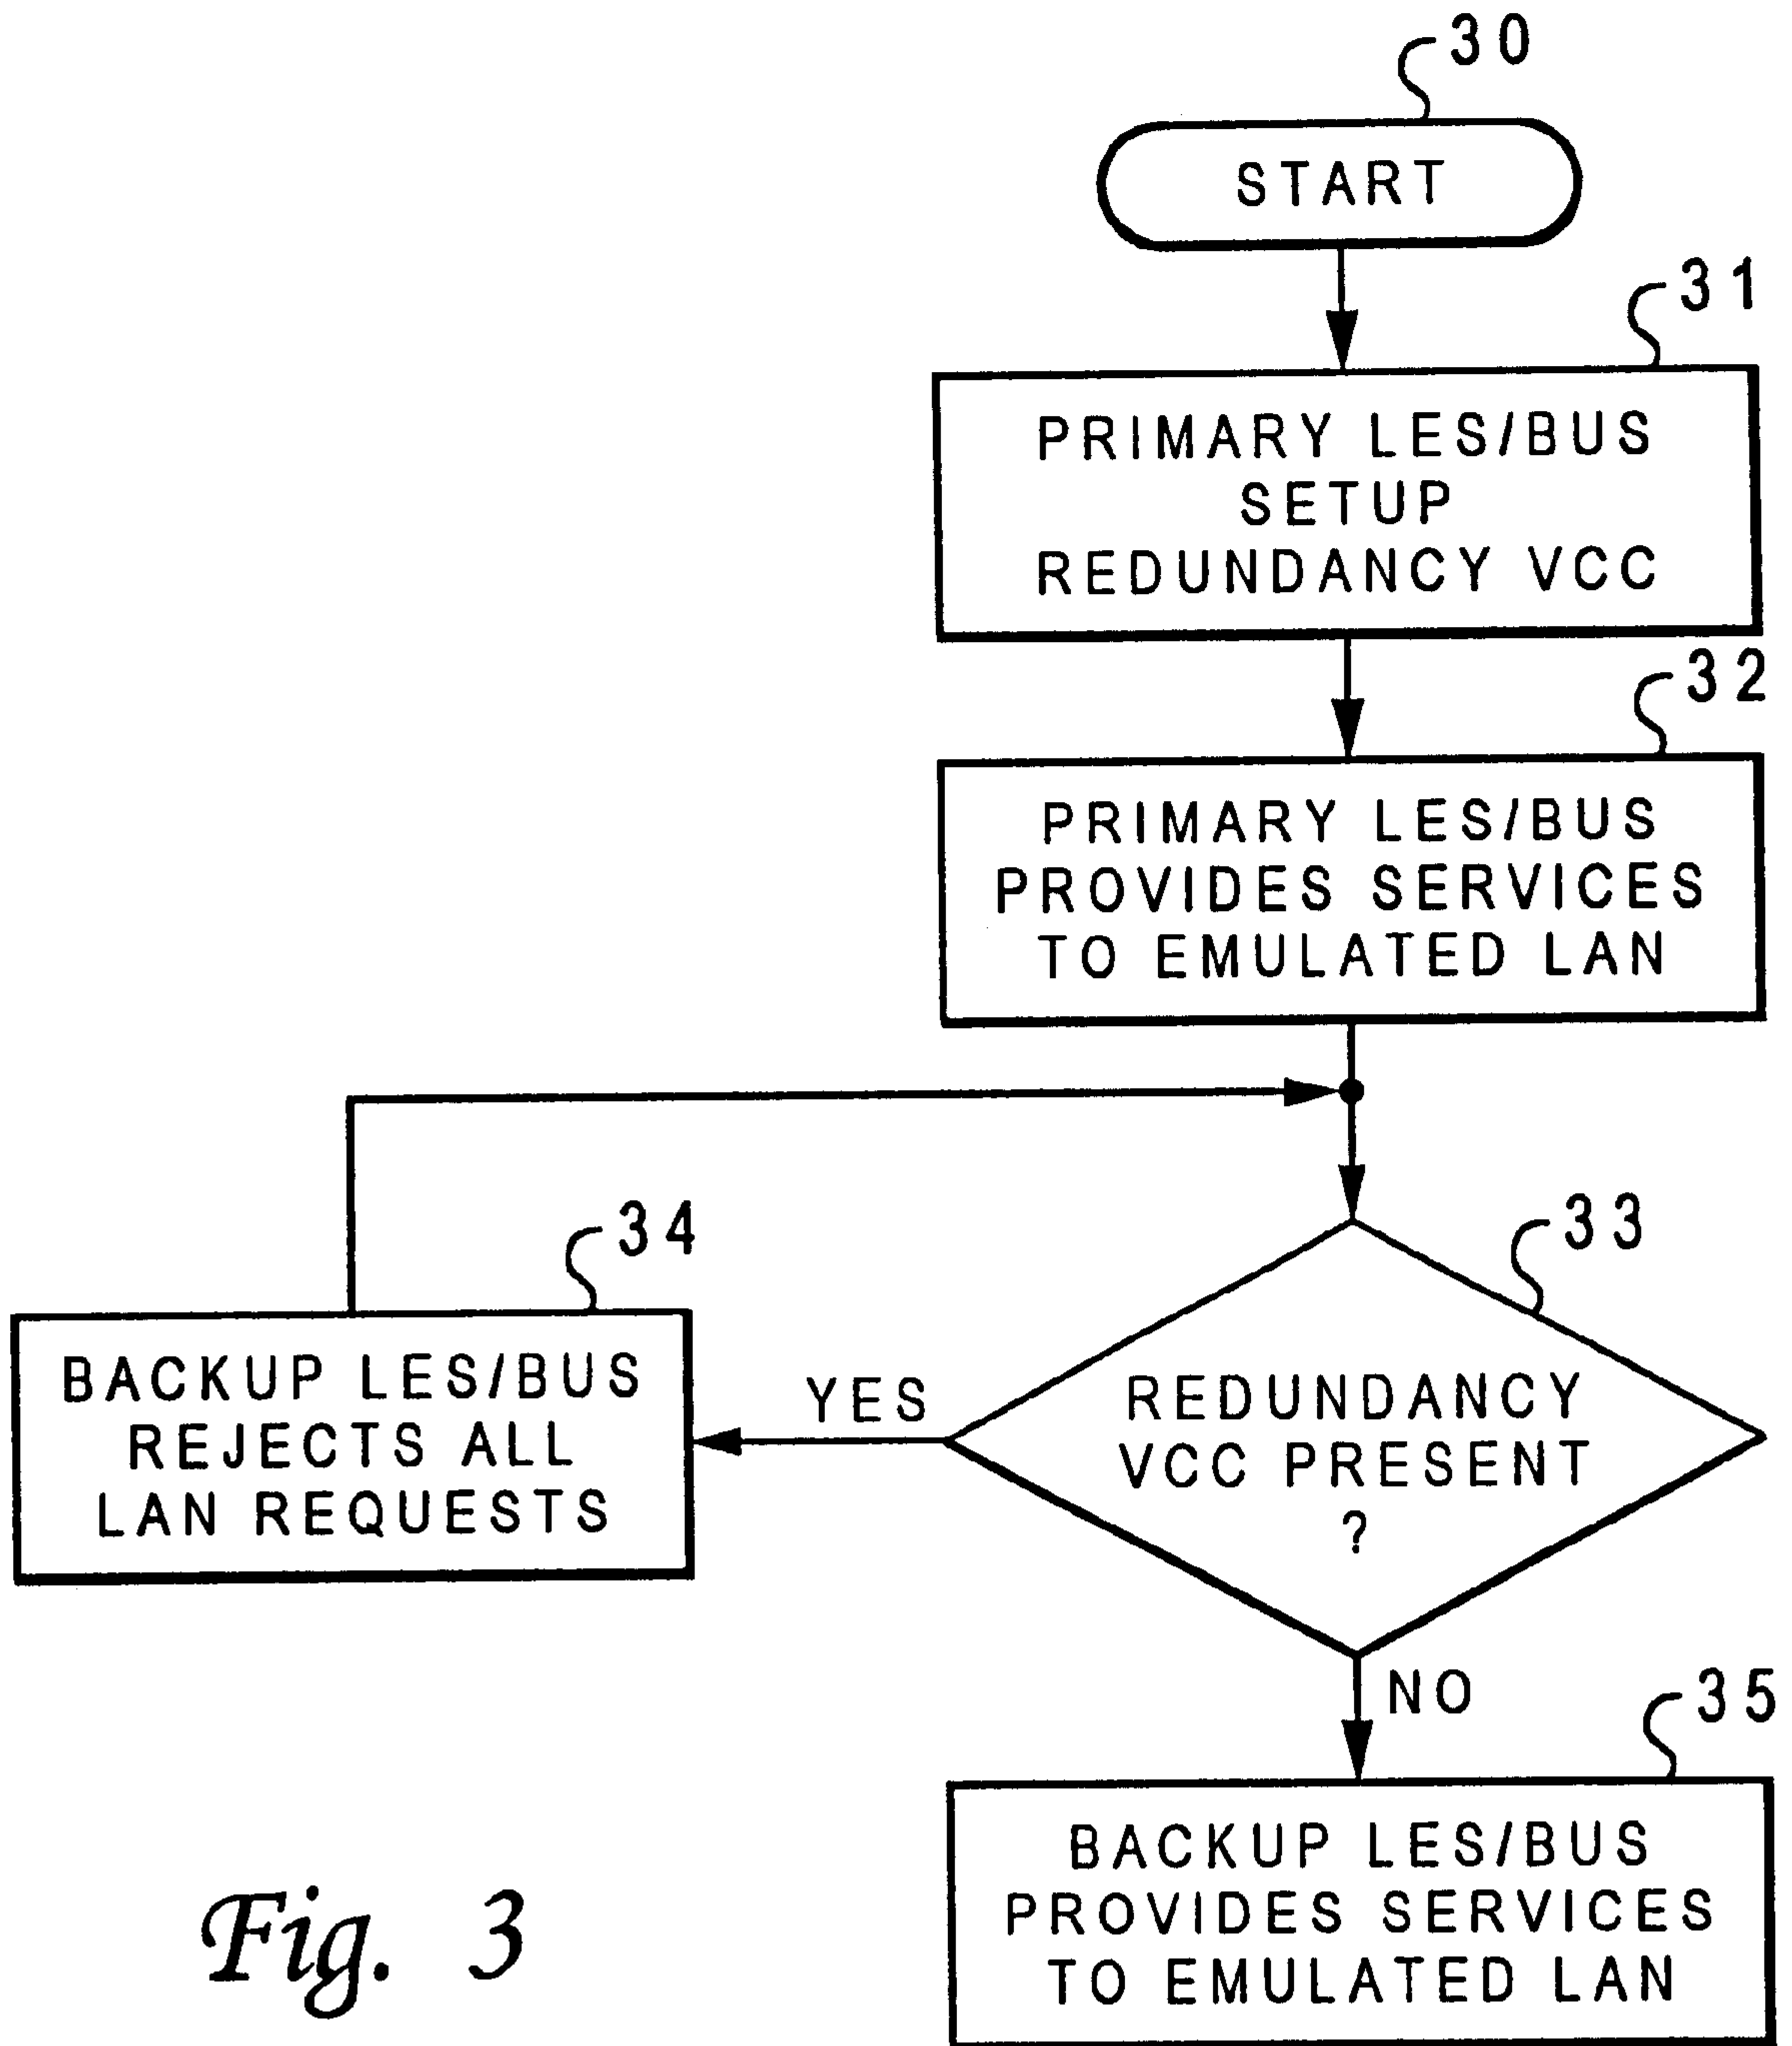 30
START
31
PRIMARY LES/BUS
SETUP
REDUNDANCY VCC
32
PRIMARY LES/BUS
PROVIDES SERVICES
TO EMULATED LAN
33
REDUNDANCY
VCC PRESENT
?
YES
34
BACKUP LES/BUS
REJECTS ALL
LAN REQUESTS
NO
35
BACKUP LES/BUS
PROVIDES SERVICES
TO EMULATED LAN
Fig. 3